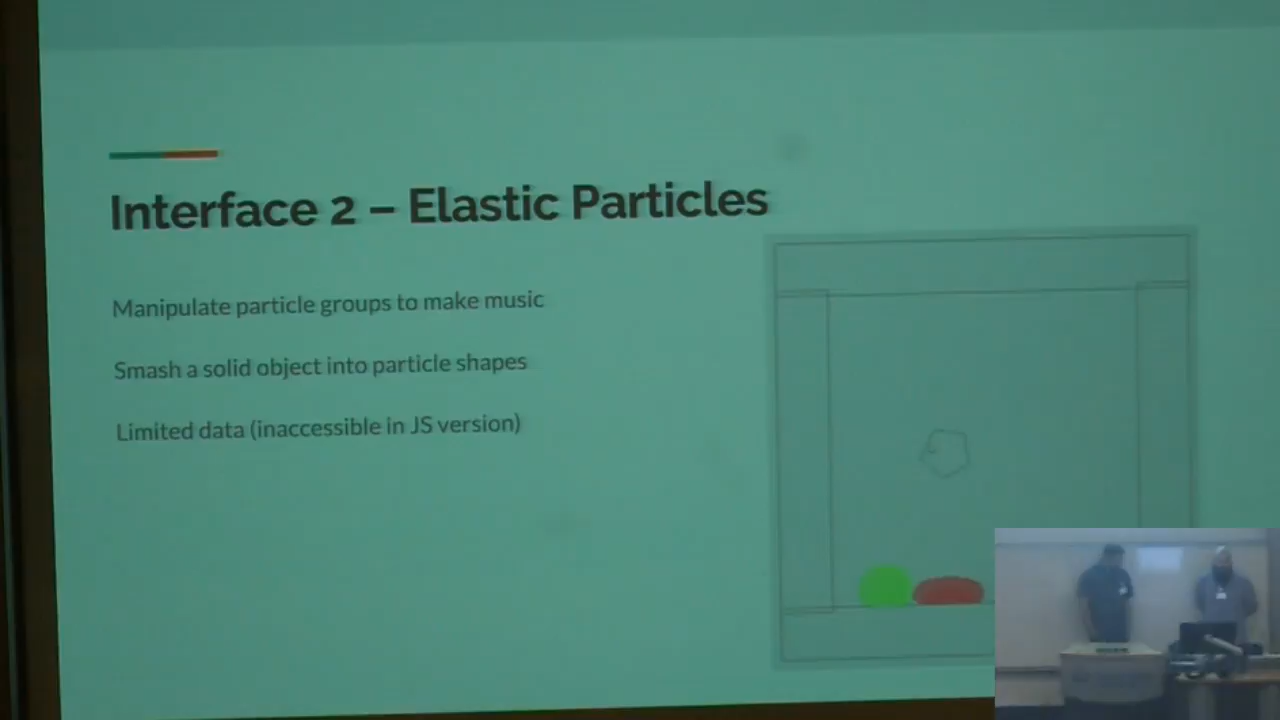 Interface 2 – Elastic Particles
Manipulate particle groups to make music
Smash a solid object into particle shapes
Limited data (inaccessible in JS version)